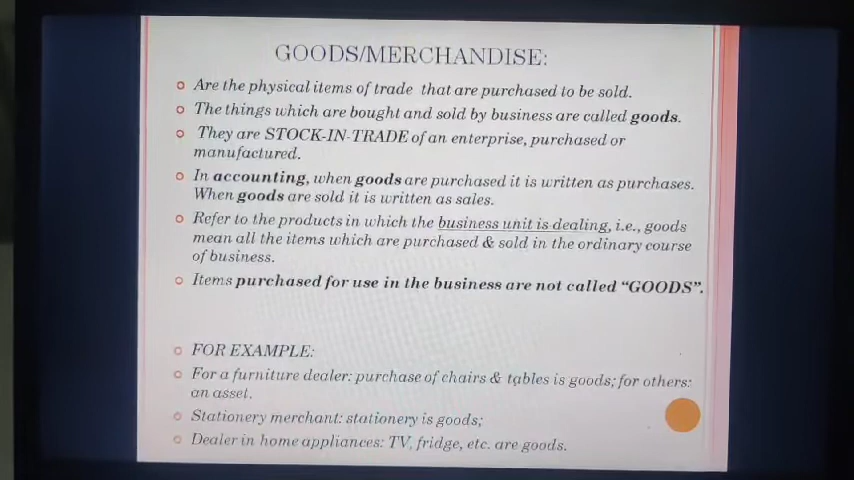 GOODS/MERCHANDISE:
Are the physical items of trade that are purchased to be sold.
The things which are bought and sold by business are called goods.
They are STOCK-IN-TRADE of an enterprise, purchased or
manufactured.
In accounting, when goods are purchased it is written as purchases.
When goods are sold it is written as sales.
Refer to the products in which the business unit is dealing, i.e., goods
mean all the items which are purchased & sold in the ordinary course
of business.
Items purchased for use in the business are not called “GOODS”.
FOR EXAMPLE:
For a furniture dealer: purchase of chairs & tables is goods; for others:
an asset.
Stationery merchant: stationery is goods;
Dealer in home appliances: TV, fridge, etc. are goods.